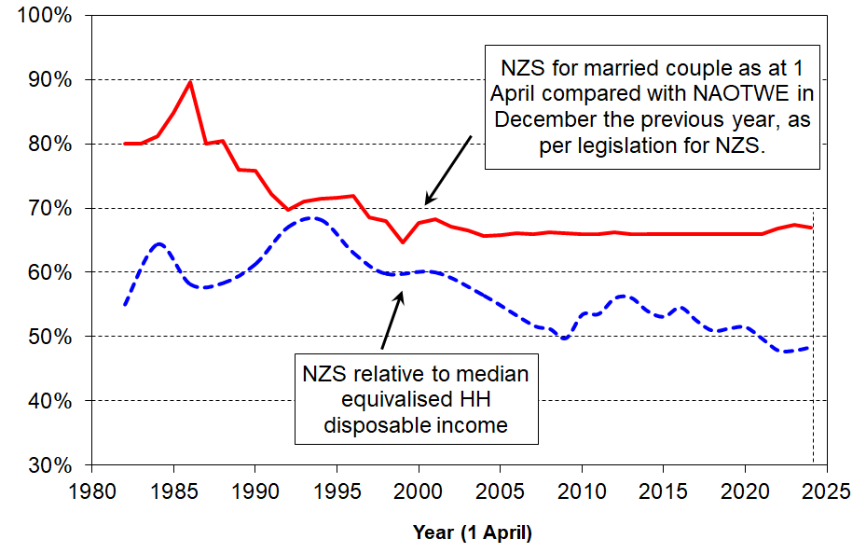 100%
90%
80%
70%
60%
50%
40%
30%
NZS for married couple as at 1
April compared with NAOTWE in
December the previous year, as
per legislation for NZS.
NZS relative to median
equivalised HH
disposable income
1980 1985 1990 1995 2000 2005 2010 2015 2020 2025
Year (1 April)